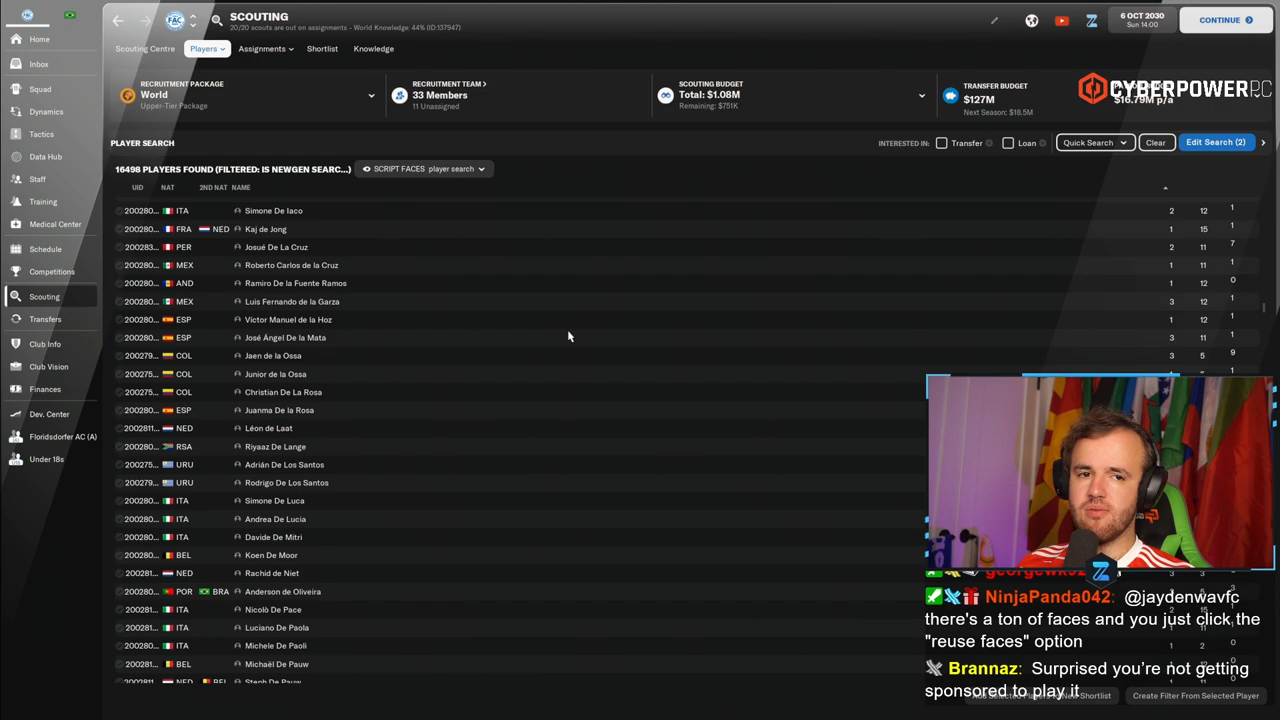 SCOUTING
20/20 scouts are out on assignments - World Knowledge: 44% (ID:137947)
6 OCT 2030
Sun 14:00
CONTINUE
Home
Inbox
Squad
Dynamics
Tactics
Data Hub
Staff
Training
Medical Center
Schedule
Competitions
Scouting
Transfers
Club Info
Club Vision
Finances
Dev. Center
Floridsdorfer AC (A)
Under 18s
Scouting Centre
Players
Assignments
Shortlist
Knowledge
RECRUITMENT PACKAGE
World
Upper-Tier Package
RECRUITMENT TEAM
33 Members
11 Unassigned
SCOUTING BUDGET
Total: $1.08M
Remaining: $751K
TRANSFER BUDGET
$127M
Next Season: $18.5M
CYBERPOWERPC
$16.79M p/a
PLAYER SEARCH
INTERESTED IN: Transfer Loan Quick Search Clear Edit Search (2)
16498 PLAYERS FOUND (FILTERED: IS NEWGEN SEARC...) SCRIPT FACES player search
UID NAT 2ND NAT NAME
200280... ITA Simone De Iaco 2 12 1
200280... FRA NED Kaj de Jong 1 15 1
200283... PER Josué De La Cruz 2 11 7
200280... MEX Roberto Carlos de la Cruz 1 11 1
200280... AND Ramiro De la Fuente Ramos 1 12 0
200280... MEX Luis Fernando de la Garza 3 12 1
200280... ESP Víctor Manuel de la Hoz 1 12 1
200280... ESP José Ángel De la Mata 3 11 1
200279... COL Jaen de la Ossa 3 5 9
200275... COL Junior de la Ossa 1
200275... COL Christian De La Rosa
200280... ESP Juanma De la Rosa
2002811... NED Léon de Laat
200280... RSA Riyaaz De Lange
200275... URU Adrián De Los Santos
200279... URU Rodrigo De Los Santos
200280... ITA Simone De Luca
200280... ITA Andrea De Lucia
200280... ITA Davide De Mitri
200280... BEL Koen De Moor
200281... NED Rachid de Niet
200280... POR BRA Anderson de Oliveira
200281... ITA Nicolò De Pace
200281... ITA Luciano De Paola
200280... ITA Michele De Paoli
200281... BEL Michaël De Pauw
2002811... NED BEL Steph De Pauw
NinjaPanda042: @jaydenwavfc
there's a ton of faces and you just click the
"reuse faces" option
Brannaz: Surprised you're not getting
sponsored to play it
Add Selected Players to New Shortlist
Create Filter From Selected Player